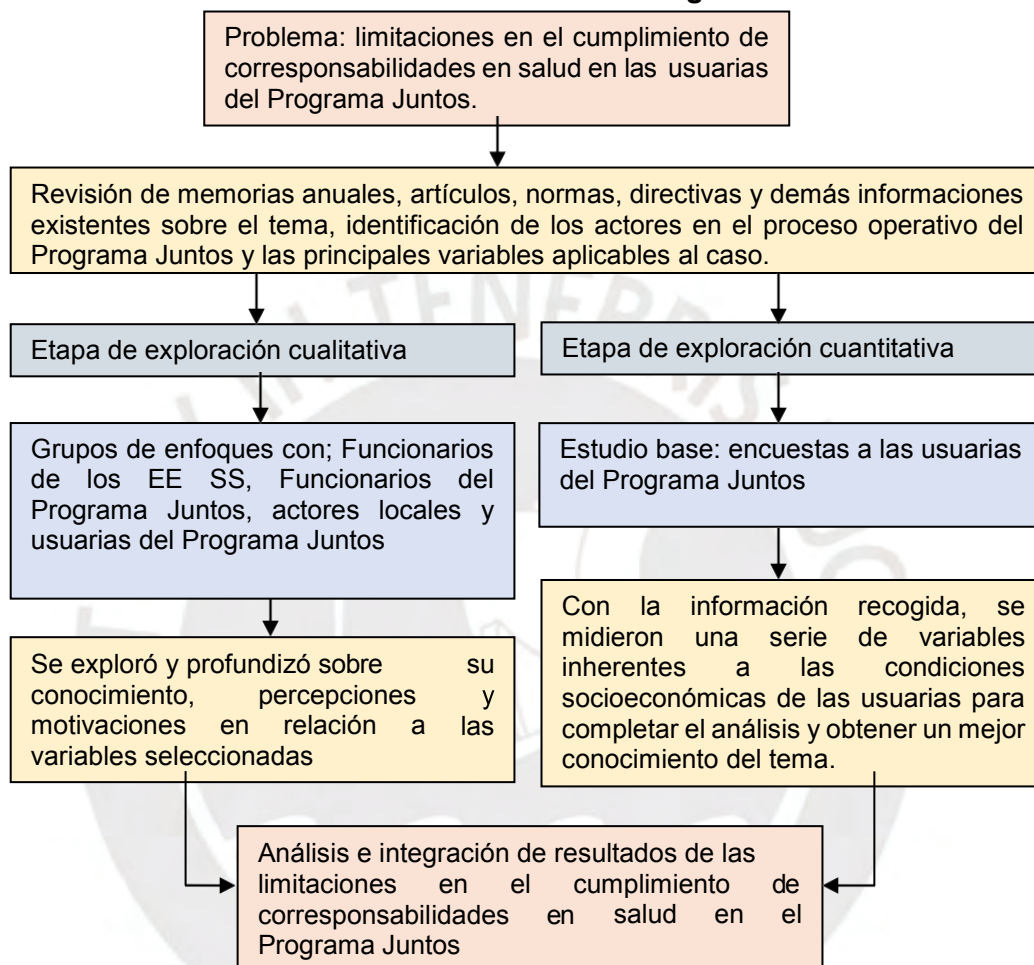 Problema: limitaciones en el cumplimiento de
corresponsabilidades en salud en las usuarias
del Programa Juntos.
Revisión de memorias anuales, artículos, normas, directivas y demás informaciones
existentes sobre el tema, identificación de los actores en el proceso operativo del
Programa Juntos y las principales variables aplicables al caso.
Etapa de exploración cualitativa
Etapa de exploración cuantitativa
Grupos de enfoques con; Funcionarios
de los EE SS, Funcionarios del
Programa Juntos, actores locales y
usuarias del Programa Juntos
Estudio base: encuestas a las usuarias
del Programa Juntos
Se exploró y profundizó sobre su
conocimiento, percepciones y
motivaciones en relación a las
variables seleccionadas
Con la información recogida, se
midieron una serie de variables
inherentes a las condiciones
socioeconómicas de las usuarias para
completar el análisis y obtener un mejor
conocimiento del tema.
Análisis e integración de resultados de las
limitaciones en el cumplimiento de
corresponsabilidades en salud en el
Programa Juntos
TENEBRIS